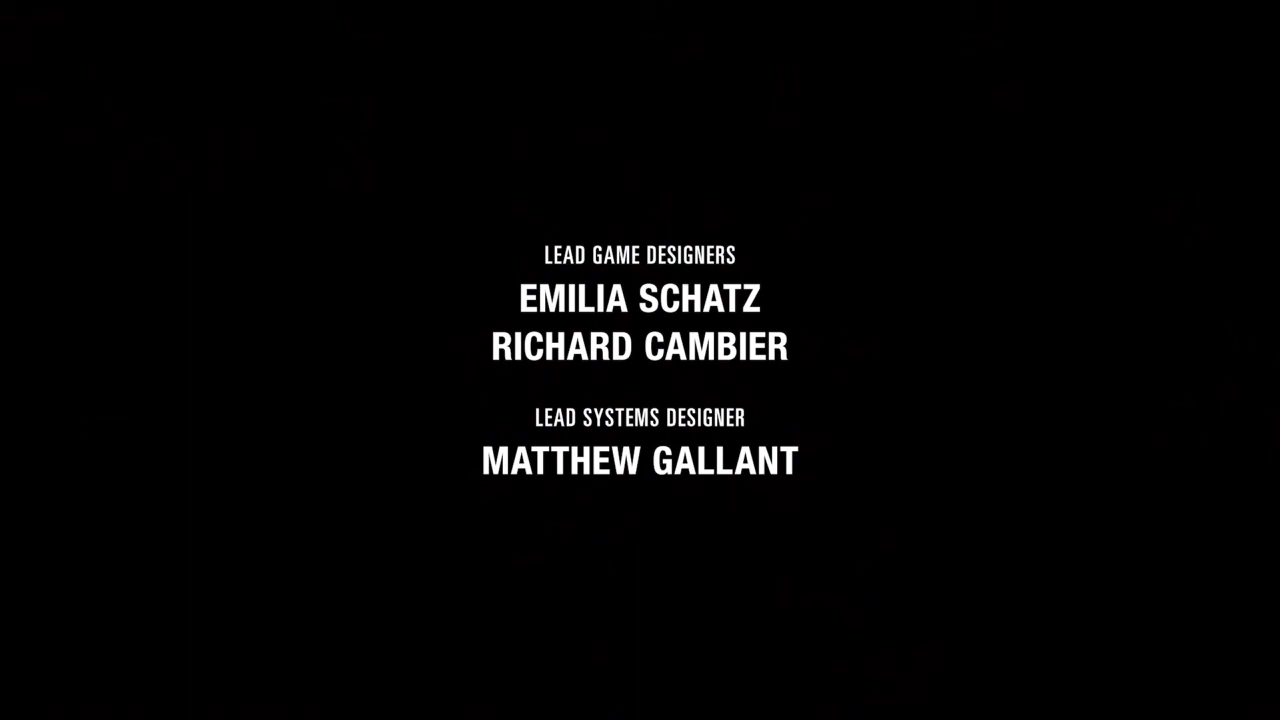 LEAD GAME DESIGNERS
EMILIA SCHATZ
RICHARD CAMBIER
LEAD SYSTEMS DESIGNER
MATTHEW GALLANT